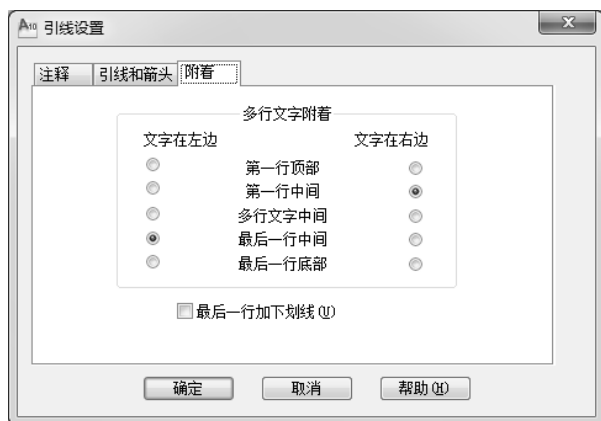 A10 引线设置
注释 引线和箭头 附着
多行文字附着
文字在左边 文字在右边
第一行顶部
第一行中间
多行文字中间
最后一行中间
最后一行底部
最后一行加下划线(U)
确定 取消 帮助(H)